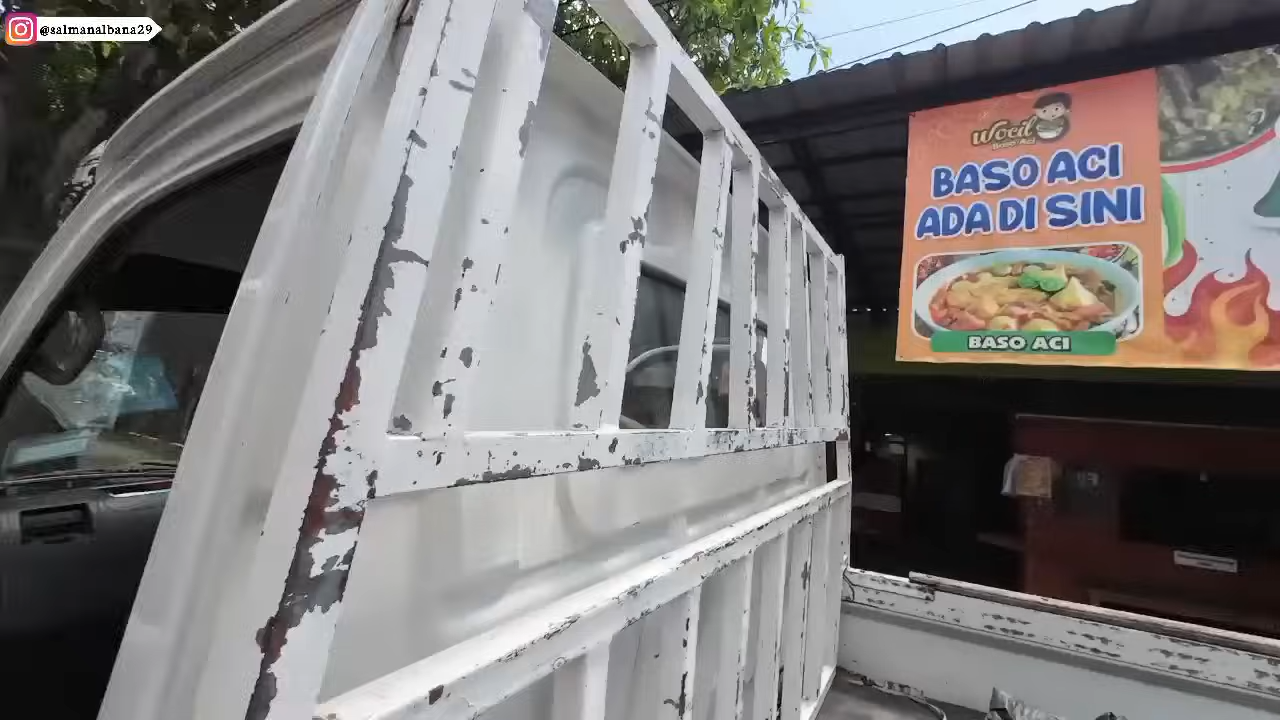 @salmanalbana29
Wocil
Baso Aci
BASO ACI
ADA DI SINI
BASO ACI